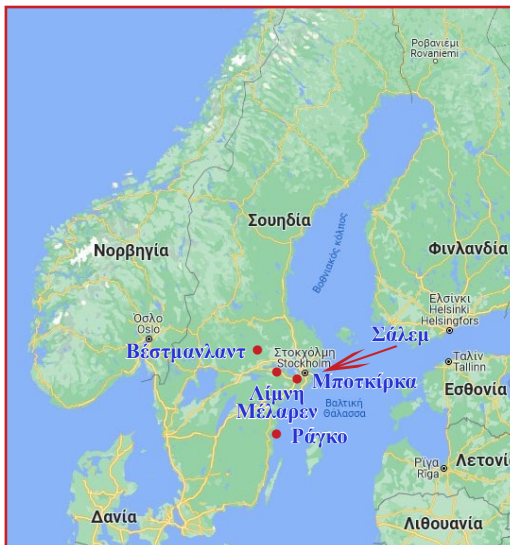 Ροβανιέμι
Rovaniemi
Σουηδία
Νορβηγία
Βοθνιακός κόλπος
Φινλανδία
Ελσίνκι
Helsinki
Helsingfors
Όσλο
Oslo
Σάλεμ
Βέστμανλαντ
Στοκχόλμη
Stockholm
Ταλίν
Tallinn
Μποτκίρκα
Λίμνη
Μέλαρεν
Βαλτική
Θάλασσα
Εσθονία
Ράγκο
Ρίγα
Riga
Λετονία
Δανία
Λιθουανία